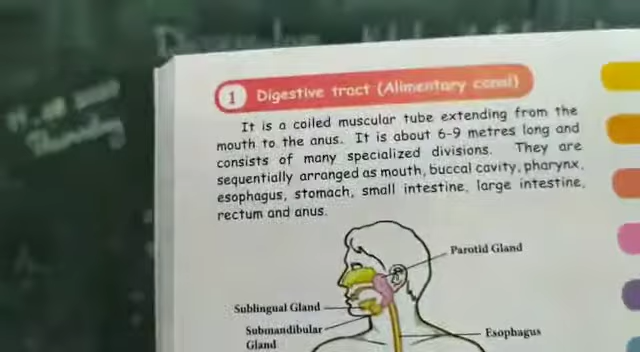 1 Digestive tract (Alimentary canal)
It is a coiled muscular tube extending from the
mouth to the anus. It is about 6-9 metres long and
consists of many specialized divisions. They are
sequentially arranged as mouth, buccal cavity, pharynx,
esophagus, stomach, small intestine, large intestine,
rectum and anus.
Parotid Gland
Sublingual Gland
Submandibular
Gland
Esophagus